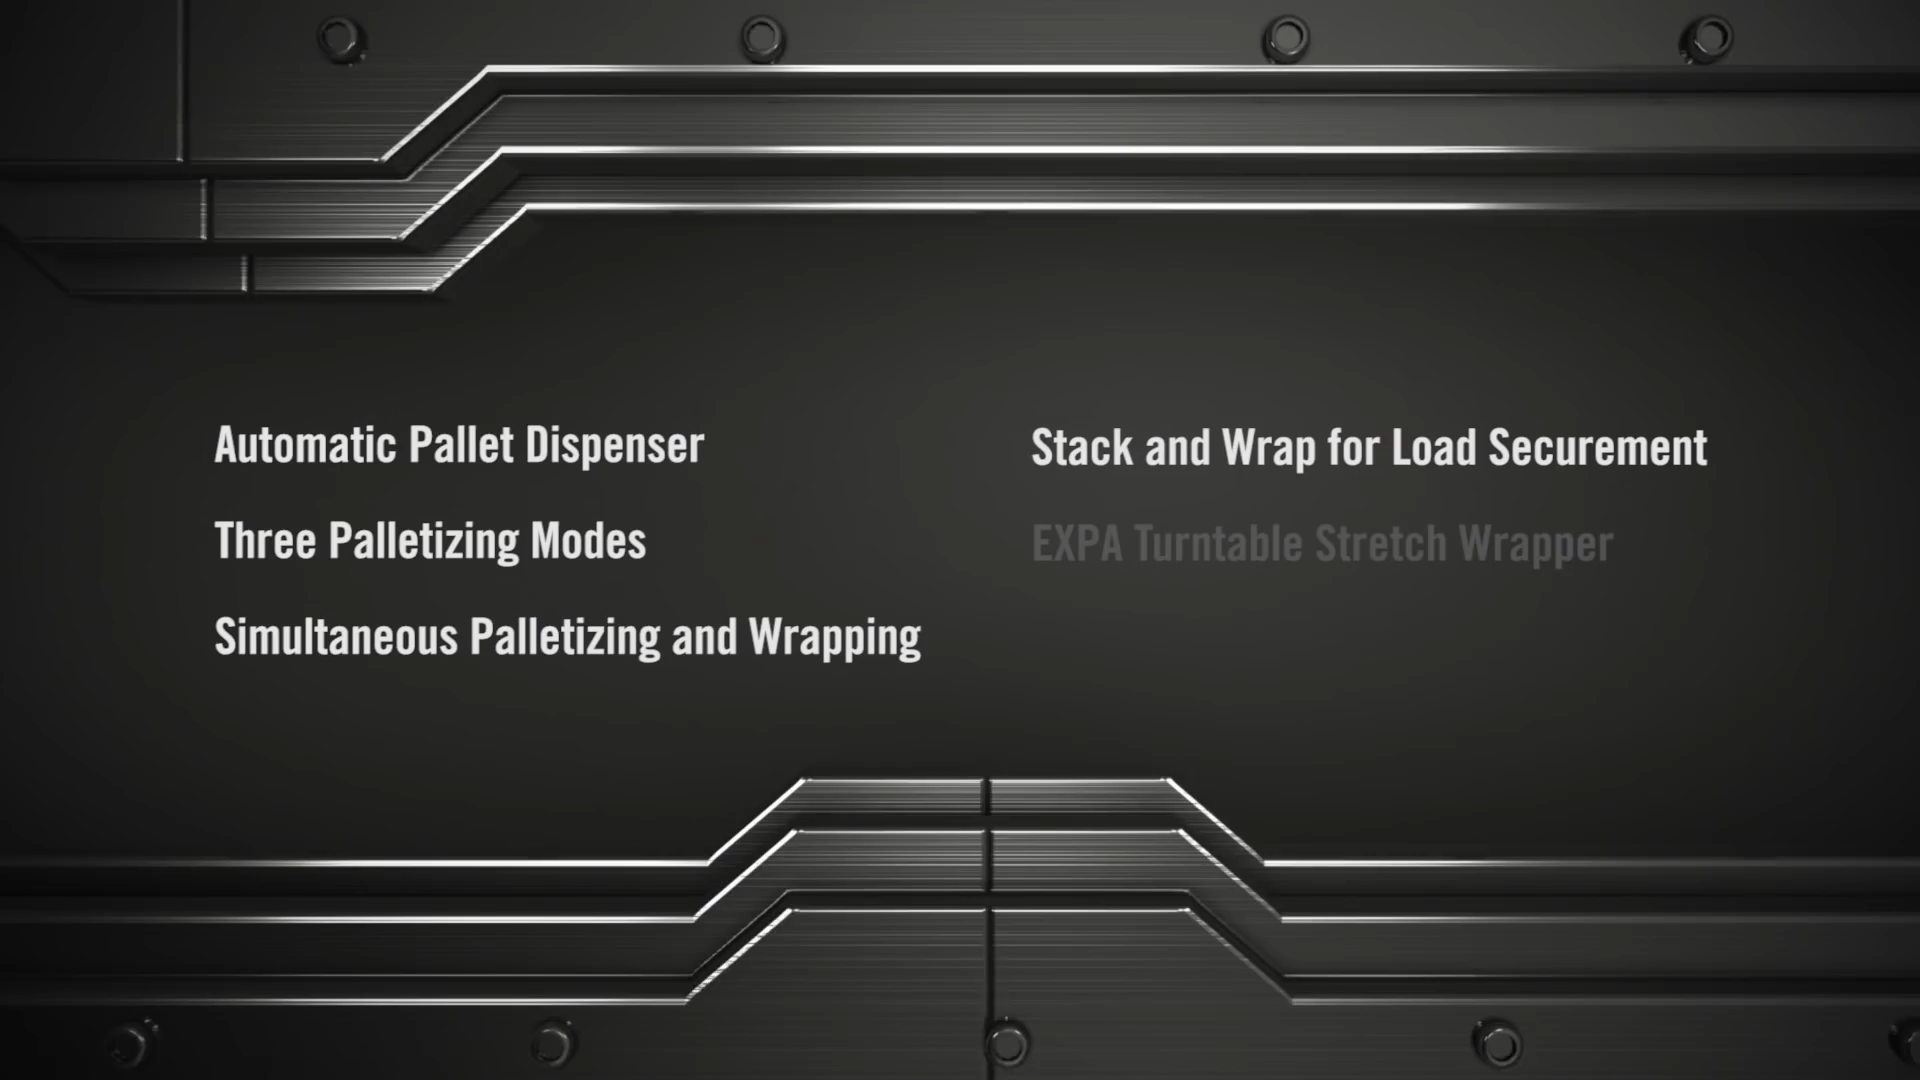 Automatic Pallet Dispenser
Three Palletizing Modes
Simultaneous Palletizing and Wrapping
Stack and Wrap for Load Securement
EXPA Turntable Stretch Wrapper